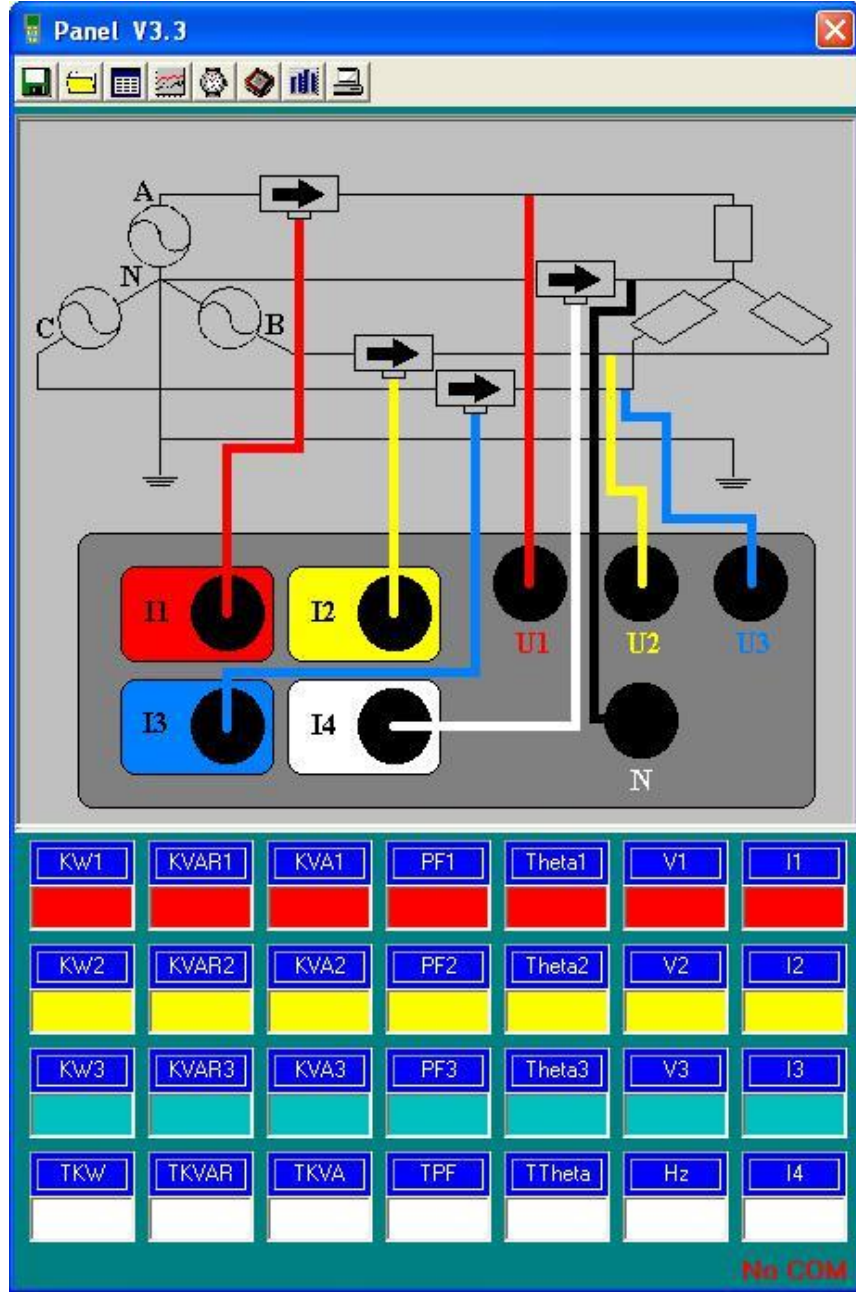 Panel V3.3
A
N
C
B
I1
I2
U1
U2
U3
I3
I4
N
KW1 KVAR1 KVA1 PF1 Theta1 V1 I1
KW2 KVAR2 KVA2 PF2 Theta2 V2 I2
KW3 KVAR3 KVA3 PF3 Theta3 V3 I3
TKW TKVAR TKVA TPF TTheta Hz I4
No COM